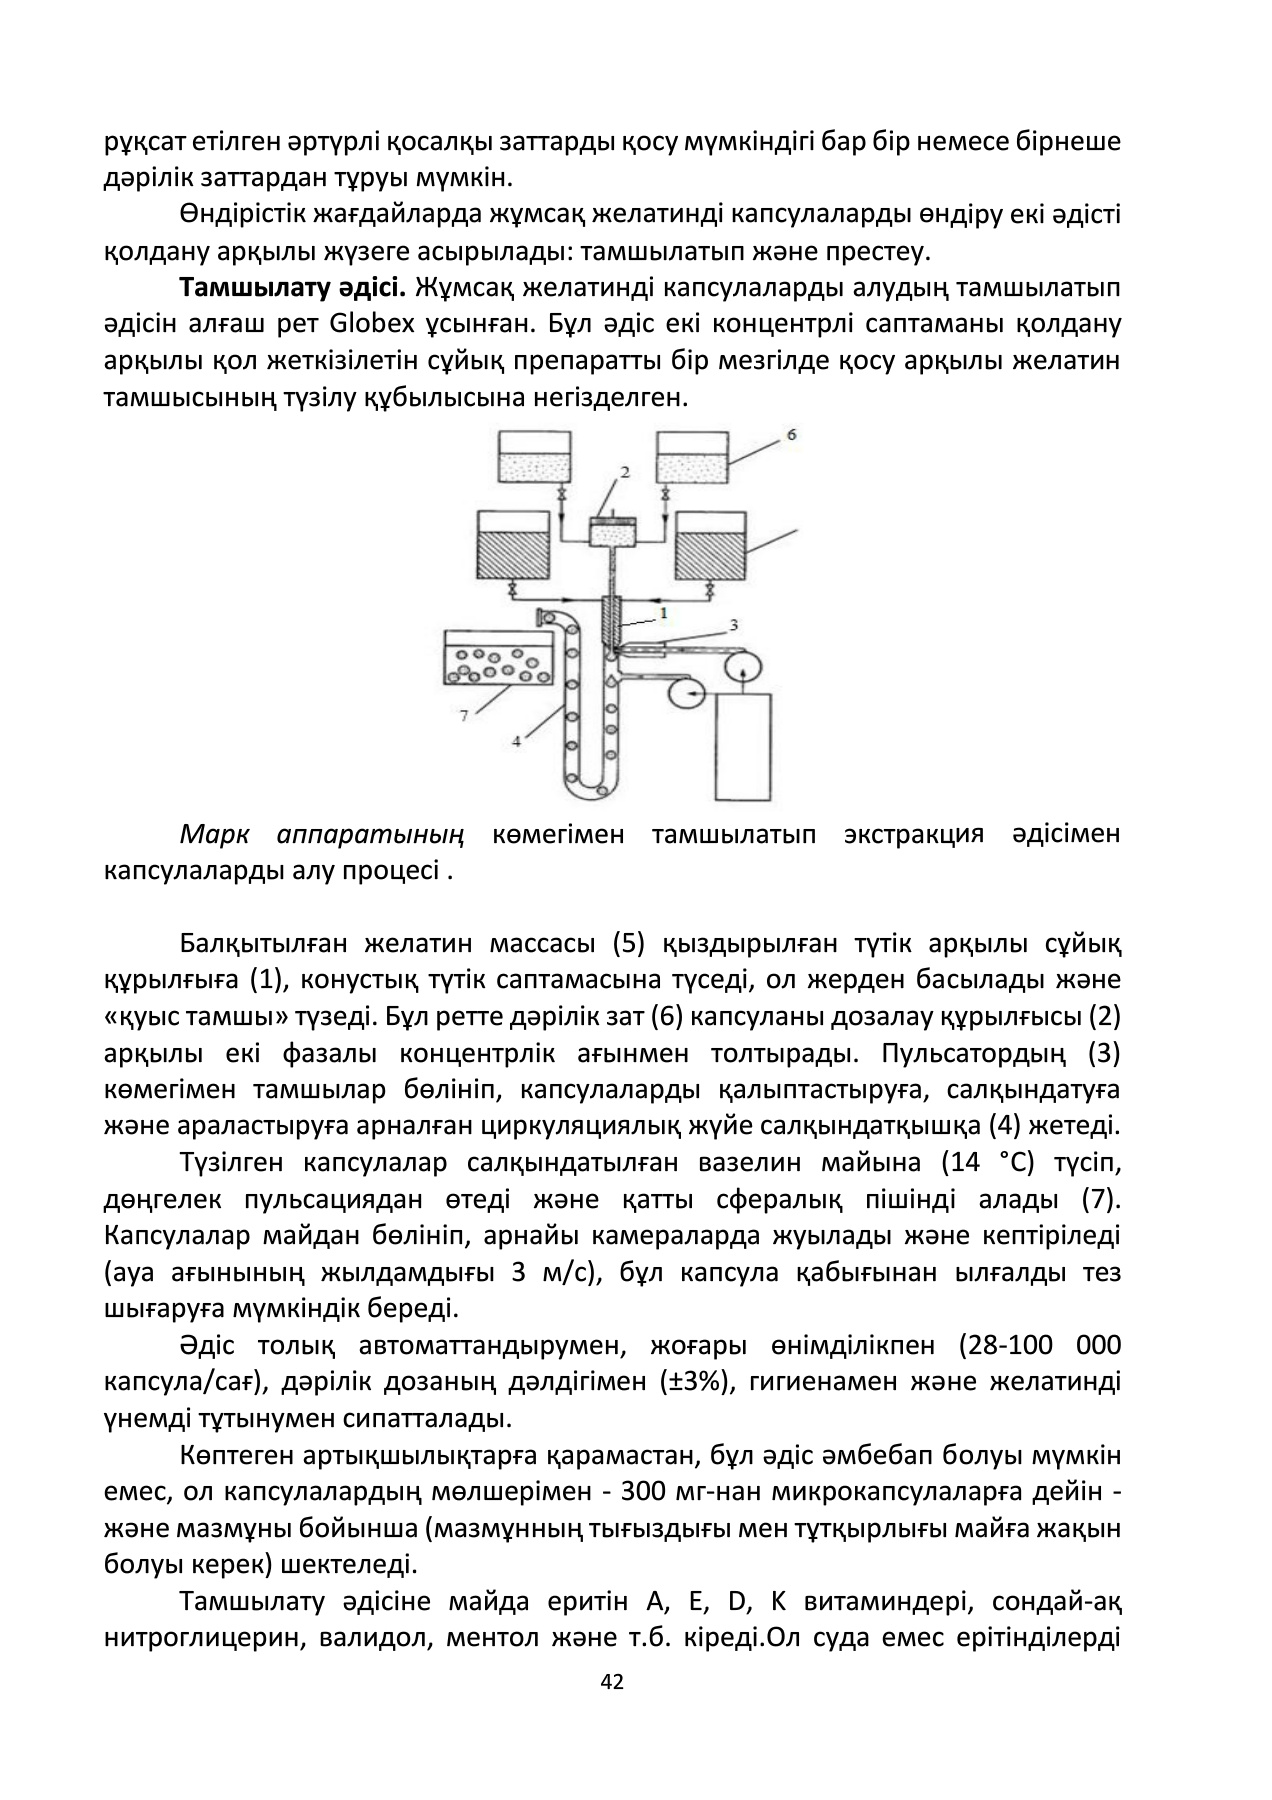 рұқсат етілген әртүрлі қосалқы заттарды қосу мүмкіндігі бар бір немесе бірнеше
дәрілік заттардан тұруы мүмкін.
Өндірістік жағдайларда жұмсақ желатинді капсулаларды өндіру екі әдісті
қолдану арқылы жүзеге асырылады: тамшылатып және престеу.
Тамшылату әдісі. Жұмсақ желатинді капсулаларды алудың тамшылатып
әдісін алғаш рет Globex ұсынған. Бұл әдіс екі концентрлі саптаманы қолдану
арқылы қол жеткізілетін сұйық препаратты бір мезгілде қосу арқылы желатин
тамшысының түзілу құбылысына негізделген.
6
2
1
3
7
4
Марк аппаратының көмегімен тамшылатып экстракция әдісімен
капсулаларды алу процесі .
Балқытылған желатин массасы (5) қыздырылған түтік арқылы сұйық
құрылғыға (1), конустық түтік саптамасына түседі, ол жерден басылады және
«қуыс тамшы» түзеді. Бұл ретте дәрілік зат (6) капсуланы дозалау құрылғысы (2)
арқылы екі фазалы концентрлік ағынмен толтырады. Пульсатордың (3)
көмегімен тамшылар бөлініп, капсулаларды қалыптастыруға, салқындатуға
және араластыруға арналған циркуляциялық жүйе салқындатқышқа (4) жетеді.
Түзілген капсулалар салқындатылған вазелин майына (14 °C) түсіп,
дөңгелек пульсациядан өтеді және қатты сфералық пішінді алады (7).
Капсулалар майдан бөлініп, арнайы камераларда жуылады және кептіріледі
(ауа ағынының жылдамдығы 3 м/с), бұл капсула қабығынан ылғалды тез
шығаруға мүмкіндік береді.
Әдіс толық автоматтандырумен, жоғары өнімділікпен (28-100 000
капсула/сағ), дәрілік дозаның дәлдігімен (±3%), гигиенамен және желатинді
үнемді тұтынумен сипатталады.
Көптеген артықшылықтарға қарамастан, бұл әдіс әмбебап болуы мүмкін
емес, ол капсулалардың мөлшерімен - 300 мг-нан микрокапсулаларға дейін -
және мазмұны бойынша (мазмұнның тығыздығы мен тұтқырлығы майға жақын
болуы керек) шектеледі.
Тамшылату әдісіне майда еритін А, Е, D, K витаминдері, сондай-ақ
нитроглицерин, валидол, ментол және т.б. кіреді.Ол суда емес ерітінділерді
42